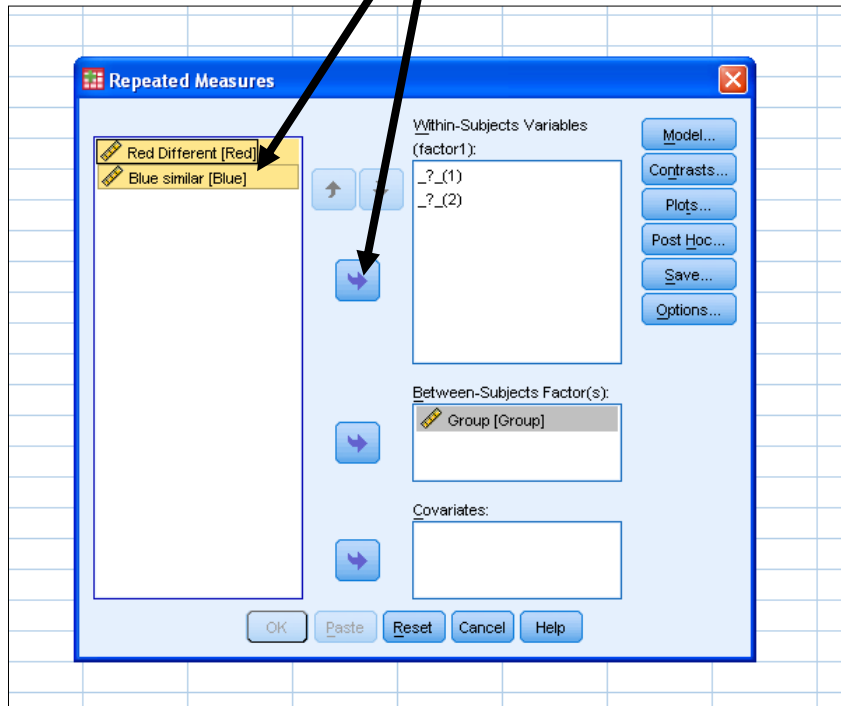 Repeated Measures
Red Different [Red]
Blue similar [Blue]
Within-Subjects Variables
(factor1):
_?_(1)
_?_(2)
Between-Subjects Factor(s):
Group [Group]
Covariates:
Model...
Contrasts...
Plots...
Post Hoc...
Save...
Options...
OK
Paste
Reset
Cancel
Help